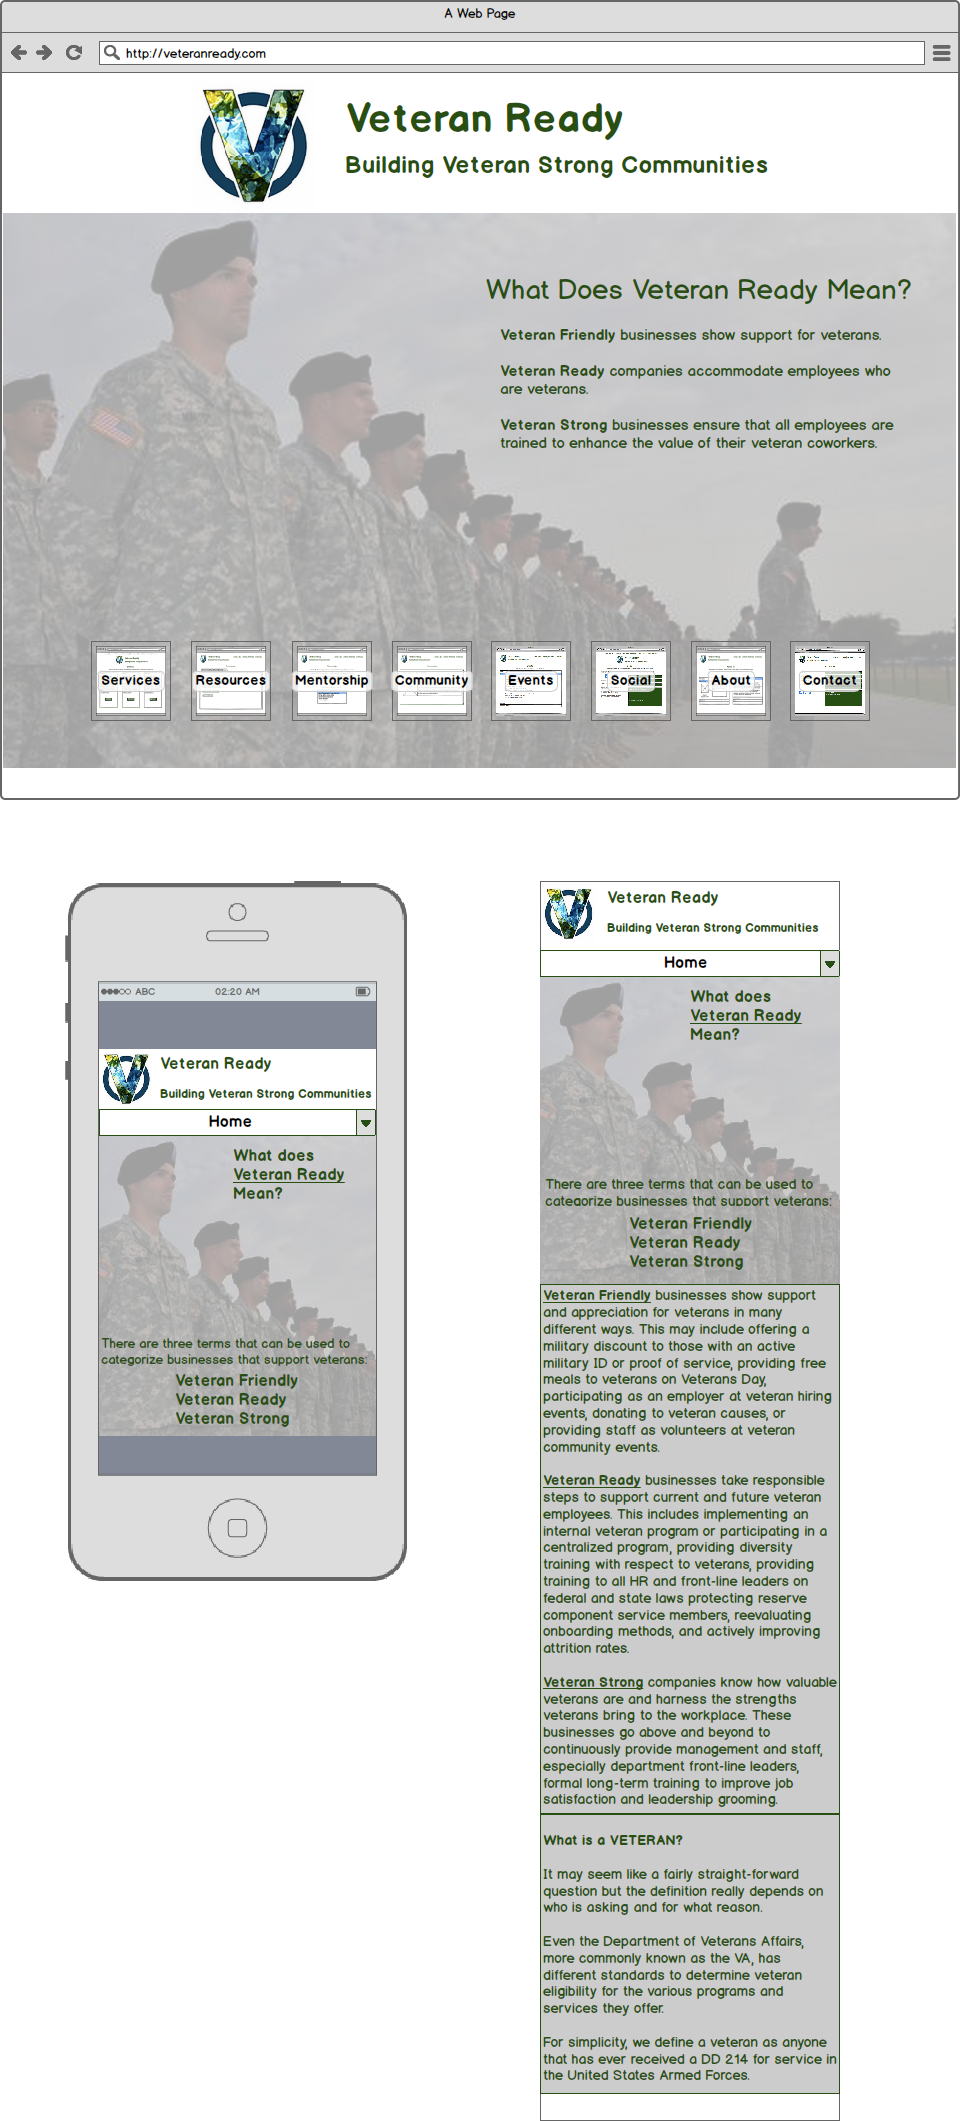 A Web Page
http://veteranready.com
Veteran Ready
Building Veteran Strong Communities
What Does Veteran Ready Mean?
Veteran Friendly businesses show support for veterans.
Veteran Ready companies accommodate employees who
are veterans.
Veteran Strong businesses ensure that all employees are
trained to enhance the value of their veteran coworkers.
Services Resources Mentorship Community Events Social About Contact
ABC 02:20 AM
Veteran Ready
Building Veteran Strong Communities
Home
What does
Veteran Ready
Mean?
There are three terms that can be used to
categorize businesses that support veterans:
Veteran Friendly
Veteran Ready
Veteran Strong
Veteran Ready
Building Veteran Strong Communities
Home
What does
Veteran Ready
Mean?
There are three terms that can be used to
categorize businesses that support veterans:
Veteran Friendly
Veteran Ready
Veteran Strong
Veteran Friendly businesses show support
and appreciation for veterans in many
different ways. This may include offering a
military discount to those with an active
military ID or proof of service, providing free
meals to veterans on Veterans Day,
participating as an employer at veteran hiring
events, donating to veteran causes, or
providing staff as volunteers at veteran
community events.
Veteran Ready businesses take responsible
steps to support current and future veteran
employees. This includes implementing an
internal veteran program or participating in a
centralized program, providing diversity
training with respect to veterans, providing
training to all HR and front-line leaders on
federal and state laws protecting reserve
component service members, reevaluating
onboarding methods, and actively improving
attrition rates.
Veteran Strong companies know how valuable
veterans are and harness the strengths
veterans bring to the workplace. These
businesses go above and beyond to
continuously provide management and staff,
especially department front-line leaders,
formal long-term training to improve job
satisfaction and leadership grooming.
What is a VETERAN?
It may seem like a fairly straight-forward
question but the definition really depends on
who is asking and for what reason.
Even the Department of Veterans Affairs,
more commonly known as the VA, has
different standards to determine veteran
eligibility for the various programs and
services they offer.
For simplicity, we define a veteran as anyone
that has ever received a DD 214 for service in
the United States Armed Forces.